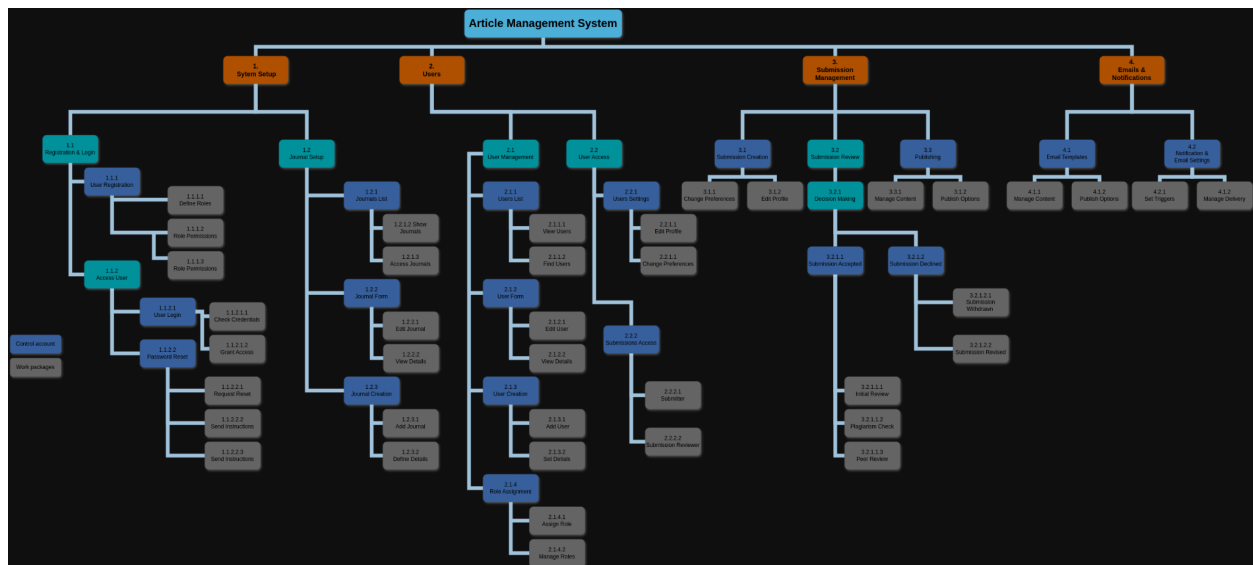 Article Management System
1.
Sytem Setup
2.
Users
3.
Submission
Management
4.
Emails &
Notifications
1.1
Registration & Login
1.1.1
User Registration
1.1.1.1
Define Roles
1.1.1.2
Role Permissions
1.1.1.3
Role Permissions
1.1.2
Access User
1.1.2.1
User Login
1.1.2.1.1
Check Credentials
1.1.2.1.2
Grant Access
1.1.2.2
Password Reset
1.1.2.2.1
Request Reset
1.1.2.2.2
Send Instructions
1.1.2.2.3
Send Instructions
1.2
Journal Setup
1.2.1
Journals List
1.2.1.2 Show
Journals
1.2.1.3
Access Journals
1.2.2
Journal Form
1.2.2.1
Edit Journal
1.2.2.2
View Details
1.2.3
Journal Creation
1.2.3.1
Add Journal
1.2.3.2
Define Details
2.1
User Management
2.1.1
Users List
2.1.1.1
View Users
2.1.1.2
Find Users
2.1.2
User Form
2.1.2.1
Edit User
2.1.2.2
View Details
2.1.3
User Creation
2.1.3.1
Add User
2.1.3.2
Set Details
2.1.4
Role Assignment
2.1.4.1
Assign Role
2.1.4.2
Manage Roles
2.2
User Access
2.2.1
Users Settings
2.2.1.1
Edit Profile
2.2.1.1
Change Preferences
2.2.2
Submissions Access
2.2.2.1
Submitter
2.2.2.2
Submission Reviewer
3.1
Submission Creation
3.1.1
Change Preferences
3.1.2
Edit Profile
3.2
Submission Review
3.2.1
Decision Making
3.2.1.1
Submission Accepted
3.2.1.1.1
Initial Review
3.2.1.1.2
Plagiarism Check
3.2.1.1.3
Peer Review
3.2.1.2
Submission Declined
3.2.1.2.1
Submission
Withdrawn
3.2.1.2.2
Submission Revised
3.3
Publishing
3.3.1
Manage Content
3.1.2
Publish Options
4.1
Email Templates
4.1.1
Manage Content
4.1.2
Publish Options
4.2
Notification &
Email Settings
4.2.1
Set Triggers
4.1.2
Manage Delivery
Control account
Work packages